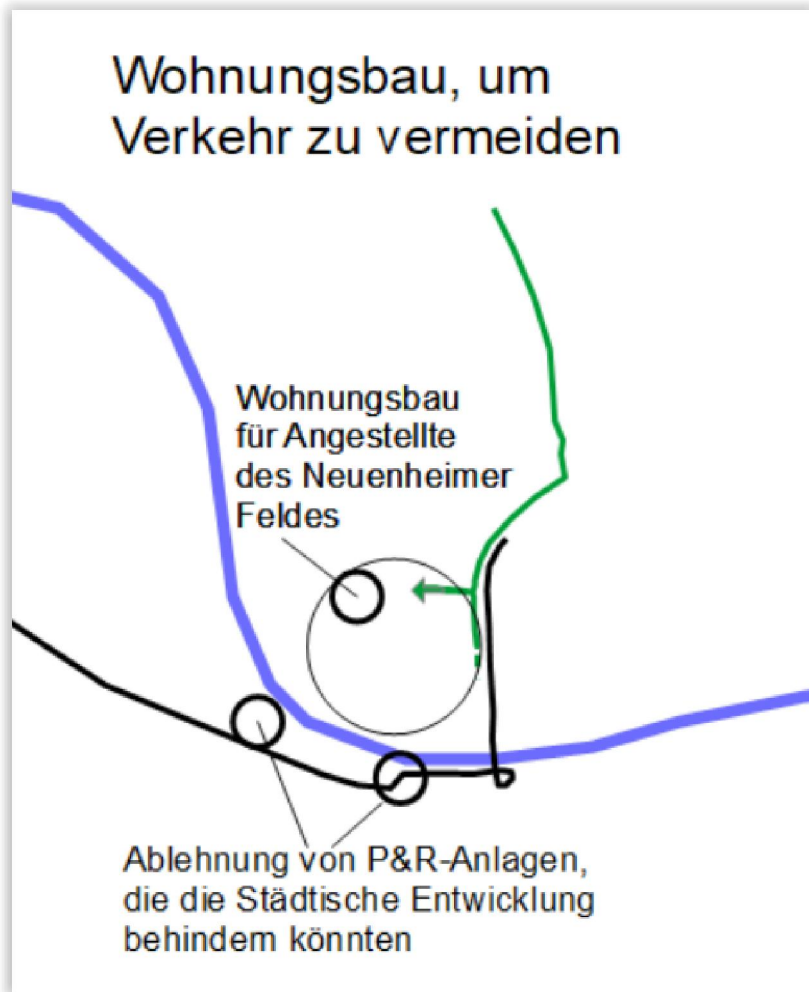 Wohnungsbau, um
Verkehr zu vermeiden
Wohnungsbau
für Angestellte
des Neuenheimer
Feldes
Ablehnung von P&R-Anlagen,
die die Städtische Entwicklung
behindern könnten